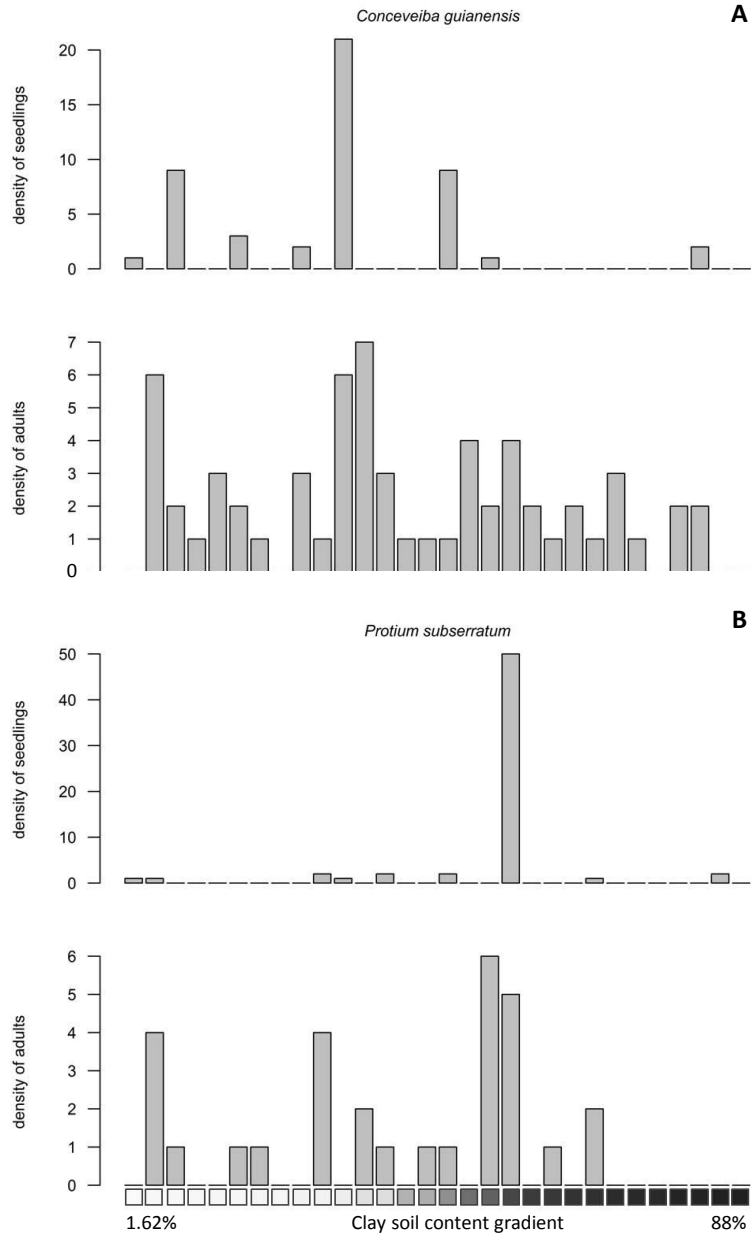 A
Conceveiba guianensis
density of seedlings
20
15
10
5
0
density of adults
7
6
5
4
3
2
1
0
B
Protium subserratum
density of seedlings
50
40
30
20
10
0
density of adults
6
5
4
3
2
1
0
1.62% Clay soil content gradient 88%